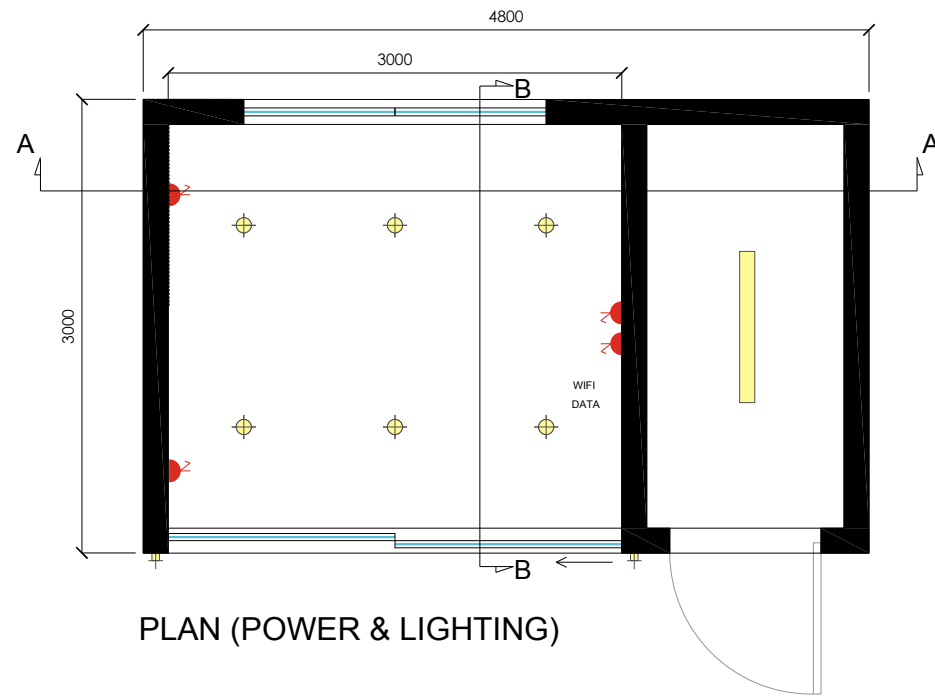 4800
3000
B
A
A
3000
WIFI
DATA
B
PLAN (POWER & LIGHTING)